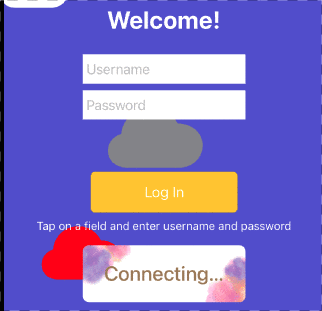 Welcome!
Username
Password
Log In
Tap on a field and enter username and password
Connecting...